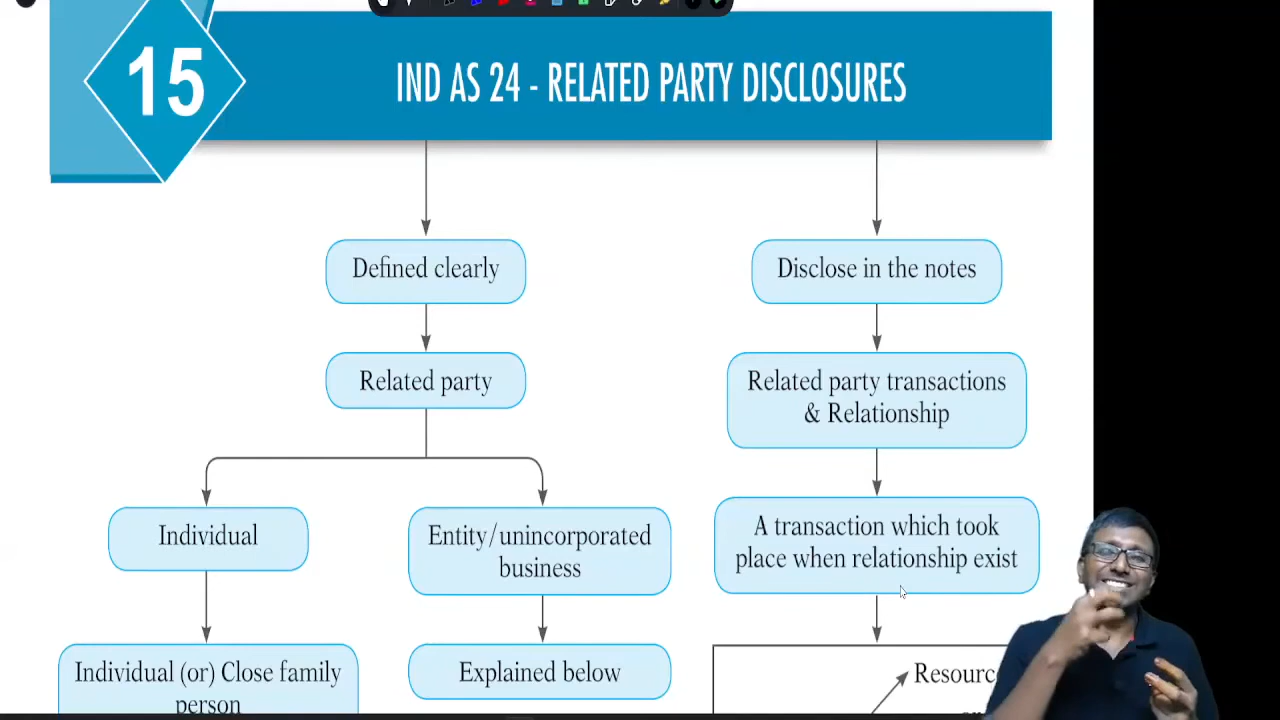 15
IND AS 24 - RELATED PARTY DISCLOSURES
Defined clearly
Disclose in the notes
Related party
Related party transactions
& Relationship
Individual
Entity/unincorporated
business
A transaction which took
place when relationship exist
Individual (or) Close family
person
Explained below